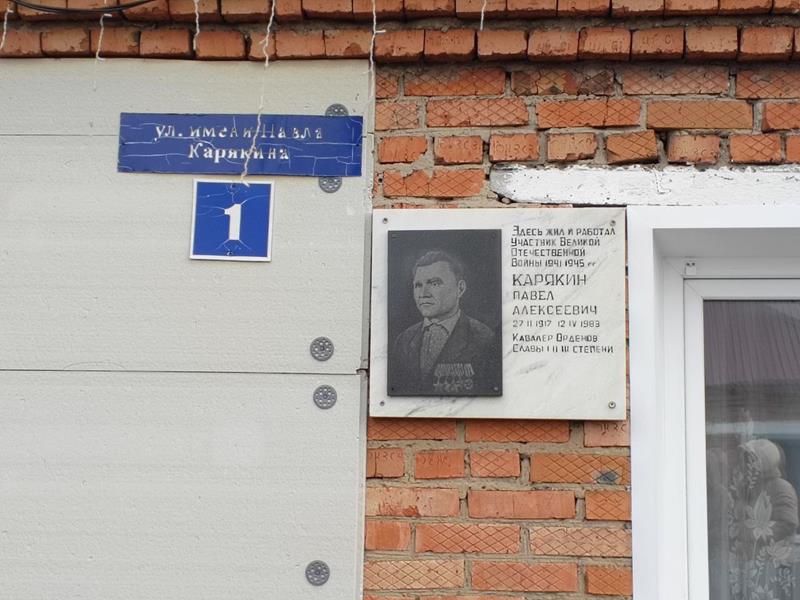 ул. имени Павла
Карякина
1
Здесь жил и работал
Участник Великой
Отечественной
Войны 1941 1945 гг
КАРЯКИН
ПАВЕЛ
АЛЕКСЕЕВИЧ
27 II 1917 12 IV 1983
Кавалер Орденов
Славы I II III степени